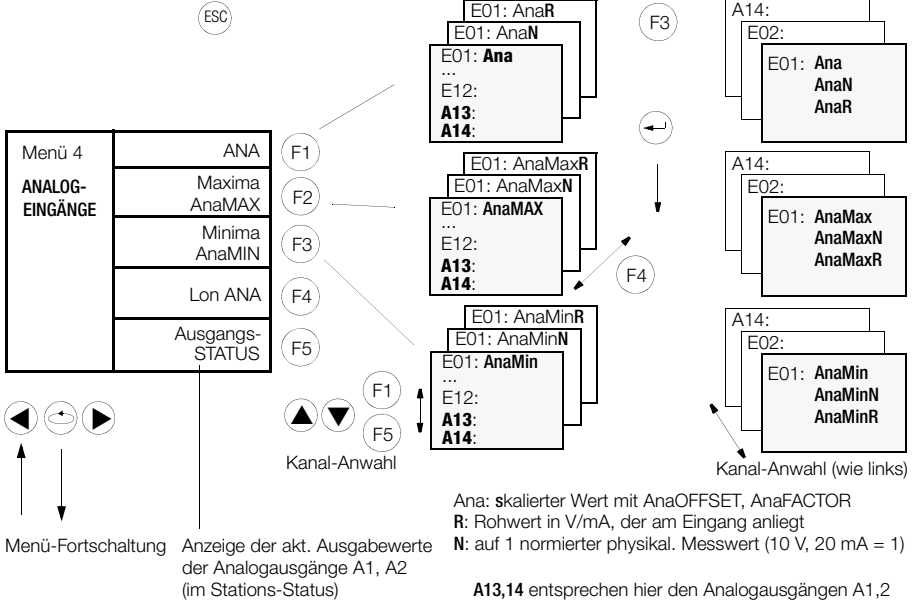 ESC
E01: AnaR
E01: AnaN
E01: Ana
...
E12:
A13:
A14:
F3
A14:
E02:
E01: Ana
AnaN
AnaR
Menü 4
ANALOG-
EINGÄNGE
ANA
F1
Maxima
AnaMAX
F2
Minima
AnaMIN
F3
Lon ANA
F4
Ausgangs-
STATUS
F5
E01: AnaMaxR
E01: AnaMaxN
E01: AnaMAX
...
E12:
A13:
A14:
F4
A14:
E02:
E01: AnaMax
AnaMaxN
AnaMaxR
E01: AnaMinR
E01: AnaMinN
E01: AnaMin
...
E12:
A13:
A14:
F1
F5
Kanal-Anwahl
A14:
E02:
E01: AnaMin
AnaMinN
AnaMinR
Kanal-Anwahl (wie links)
Menü-Fortschaltung
Anzeige der akt. Ausgabewerte
der Analogausgänge A1, A2
(im Stations-Status)
Ana: skalierter Wert mit AnaOFFSET, AnaFACTOR
R: Rohwert in V/mA, der am Eingang anliegt
N: auf 1 normierter physikal. Messwert (10 V, 20 mA = 1)
A13,14 entsprechen hier den Analogausgängen A1,2